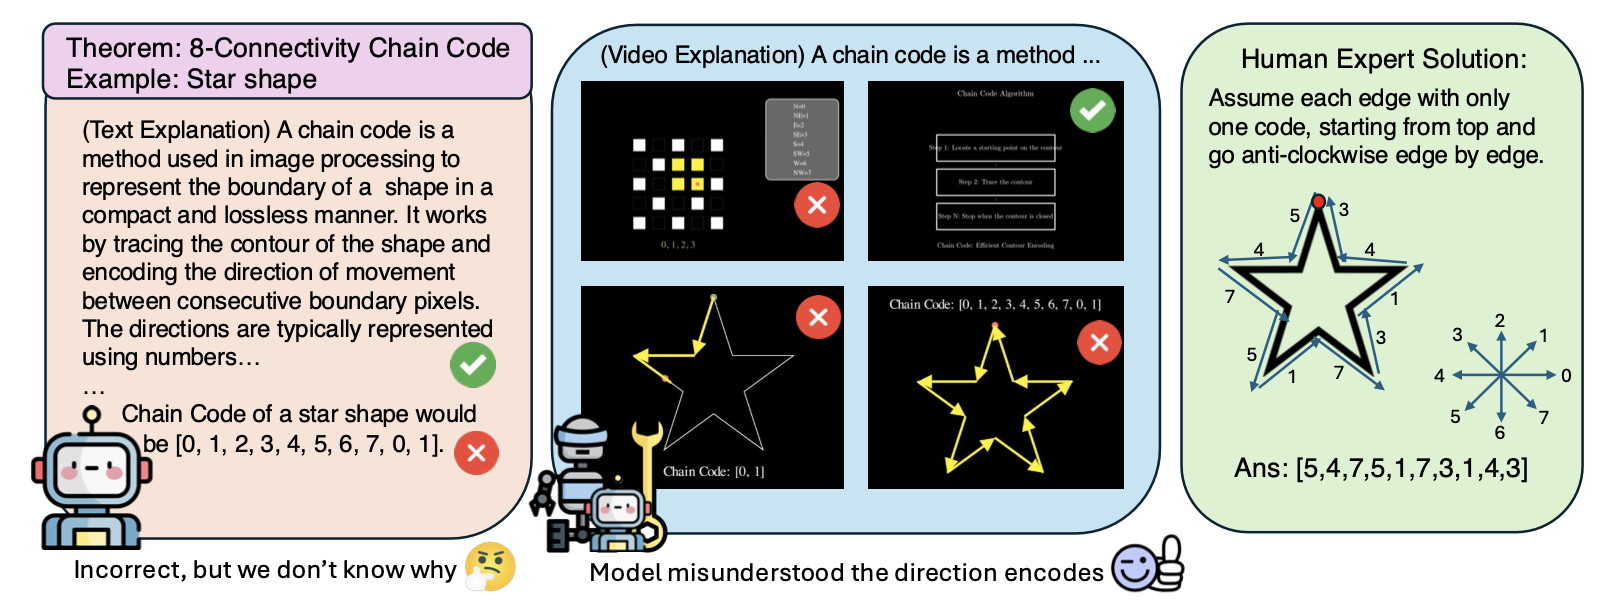 Theorem: 8-Connectivity Chain Code
Example: Star shape
(Text Explanation) A chain code is a
method used in image processing to
represent the boundary of a shape in a
compact and lossless manner. It works
by tracing the contour of the shape and
encoding the direction of movement
between consecutive boundary pixels.
The directions are typically represented
using numbers...
...
Chain Code of a star shape would
be [0, 1, 2, 3, 4, 5, 6, 7, 0, 1].
Incorrect, but we don't know why
(Video Explanation) A chain code is a method ...
N=0
NE=1
E=2
SE=3
S=4
SW=5
W=6
NW=7
0, 1, 2, 3
Chain Code Algorithm
Step 1: Locate a starting point on the contour
Step 2: Trace the contour
Step N: Stop when the contour is closed
Chain Code: Efficient Contour Encoding
Chain Code: [0, 1]
Chain Code: [0, 1, 2, 3, 4, 5, 6, 7, 0, 1]
Model misunderstood the direction encodes
Human Expert Solution:
Assume each edge with only
one code, starting from top and
go anti-clockwise edge by edge.
5 3
4 4
7 1
5 3
1 7
2
3 1
4 0
5 7
6
Ans: [5,4,7,5,1,7,3,1,4,3]